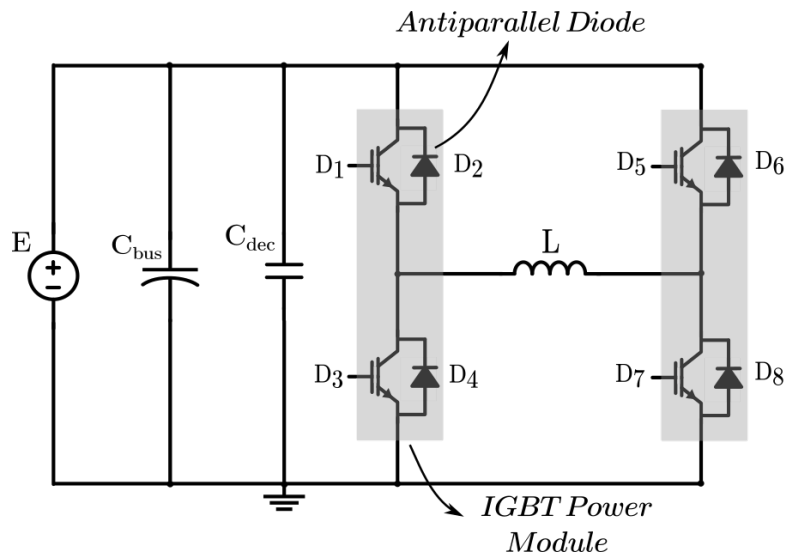 Antiparallel Diode
D1
D2
D5
D6
E
Cbus
Cdec
L
D3
D4
D7
D8
IGBT Power
Module